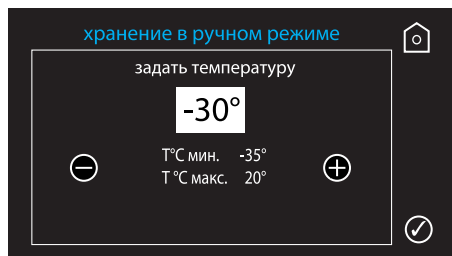 хранение в ручном режиме
задать температуру
-30°
T°C мин. -35°
T °C макс. 20°